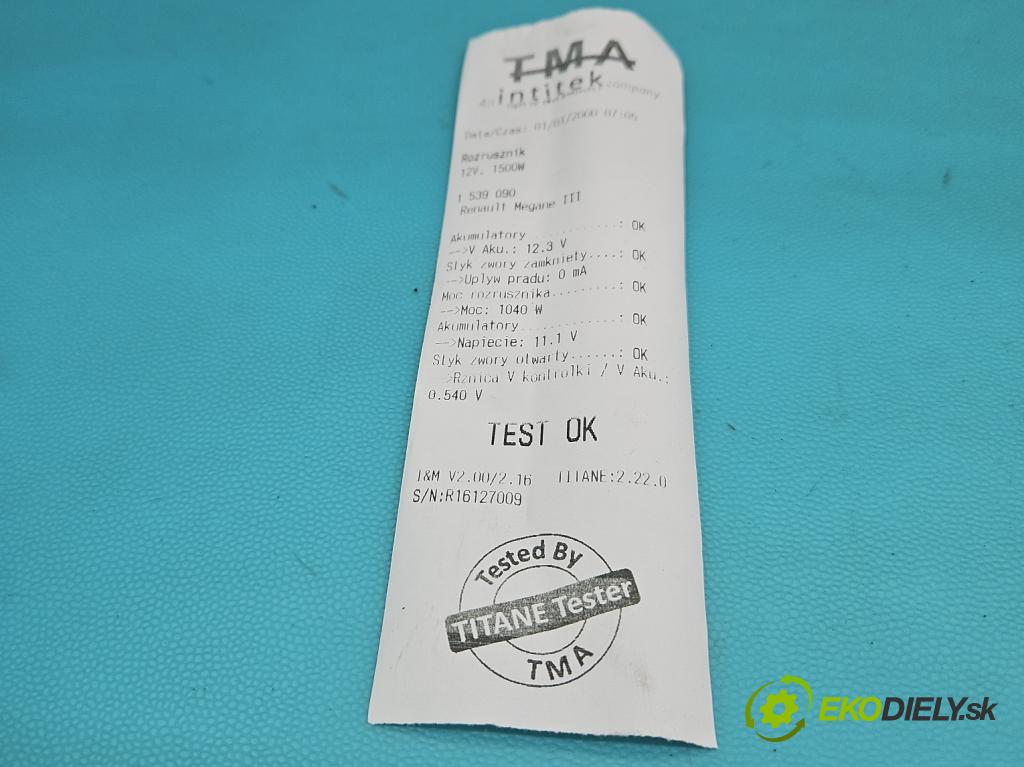 TMA
An intitek company
Data/Czas: 01/01/2000 07:05
Rozrusznik
12V. 1500W
1 539 090
Renault Megane III
Akumulatory............: OK
-->V Aku.: 12.3 V
Styk zwory zamkniety....: OK
-->Uplyw pradu: 0 mA
Moc rozrusznika.........: OK
-->Moc: 1040 W
Akumulatory............: OK
-->Napiecie: 11.1 V
Styk zwory otwarty......: OK
->Rznica V kontrolki / V Aku.:
0.540 V
TEST OK
I&M V2.00/2.16 TITANE:2.22.0
S/N:R16127009
Tested By
TITANE Tester
TMA
EKODIELY.sk